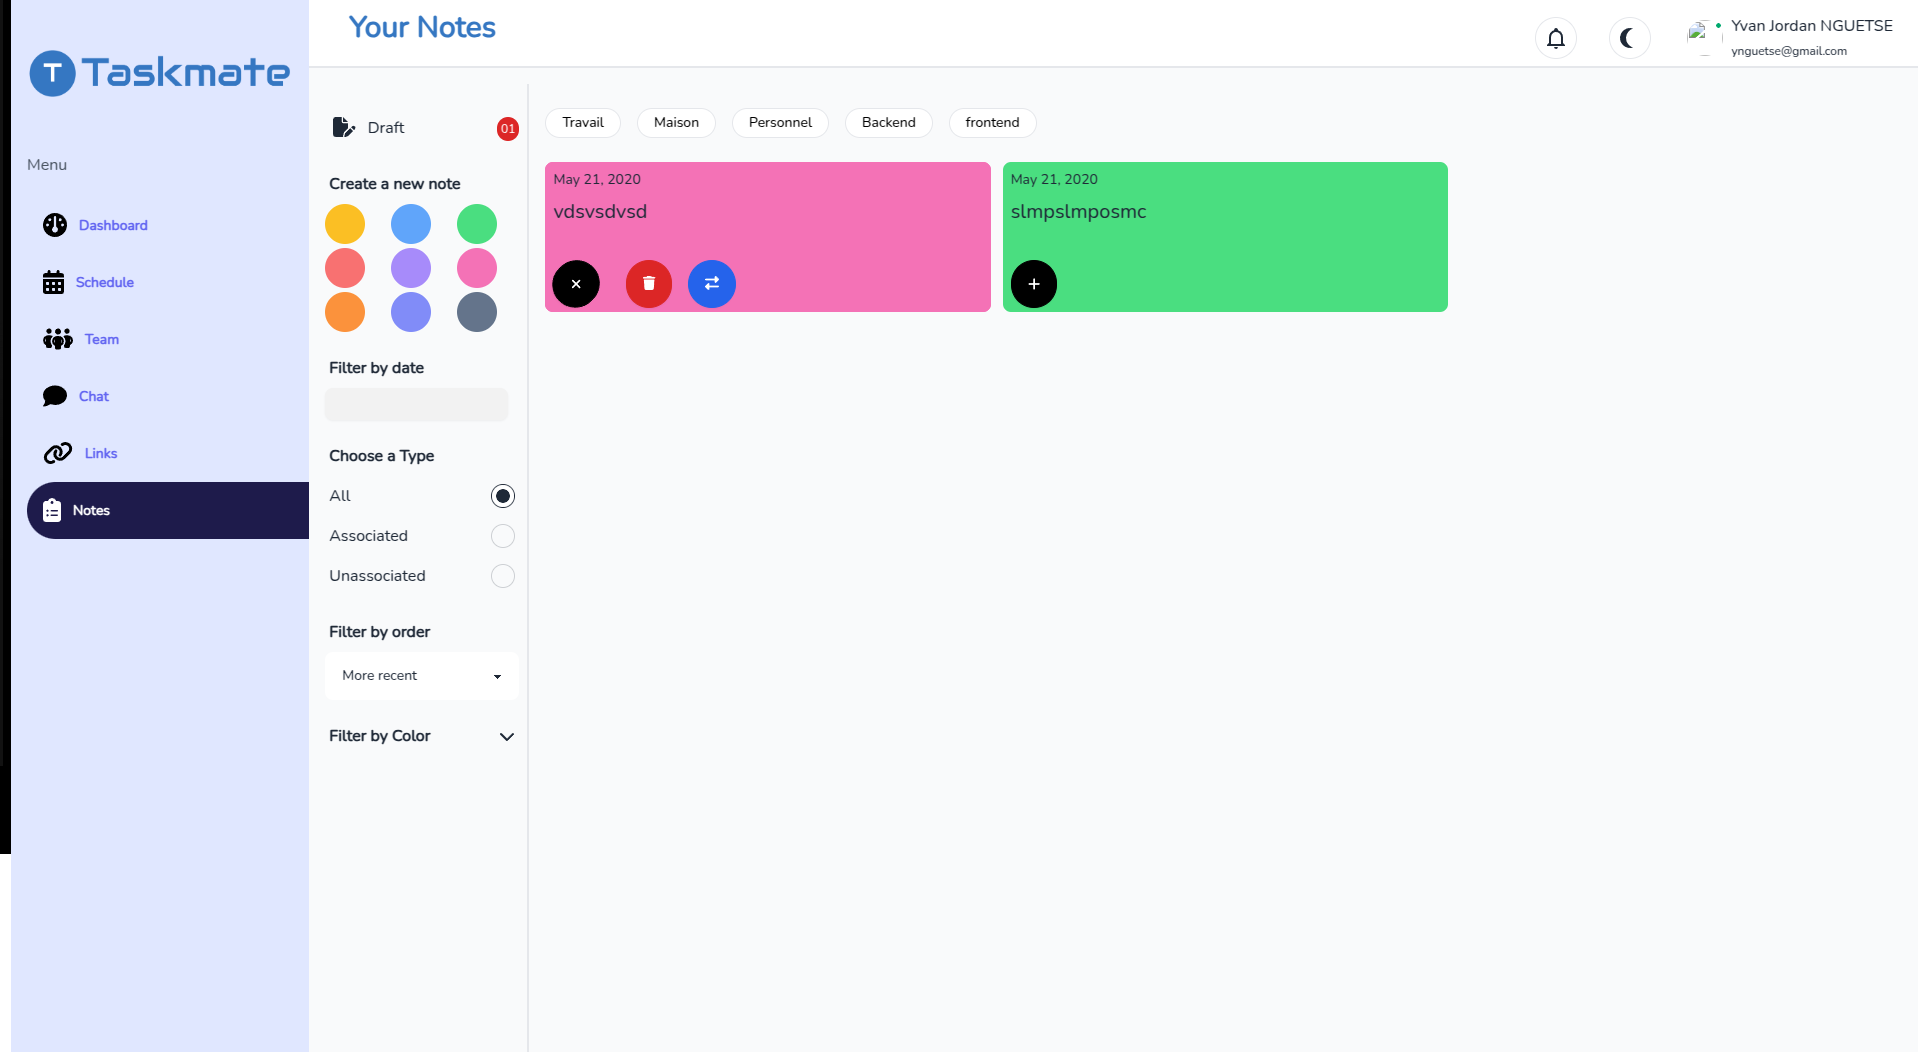 Taskmate
Menu
Dashboard
Schedule
Team
Chat
Links
Notes
Your Notes
Yvan Jordan NGUETSE
ynguetse@gmail.com
Draft
01
Create a new note
Filter by date
Choose a Type
All
Associated
Unassociated
Filter by order
More recent
Filter by Color
Travail
Maison
Personnel
Backend
frontend
May 21, 2020
vdsvsdvsd
May 21, 2020
slmpslmposmc